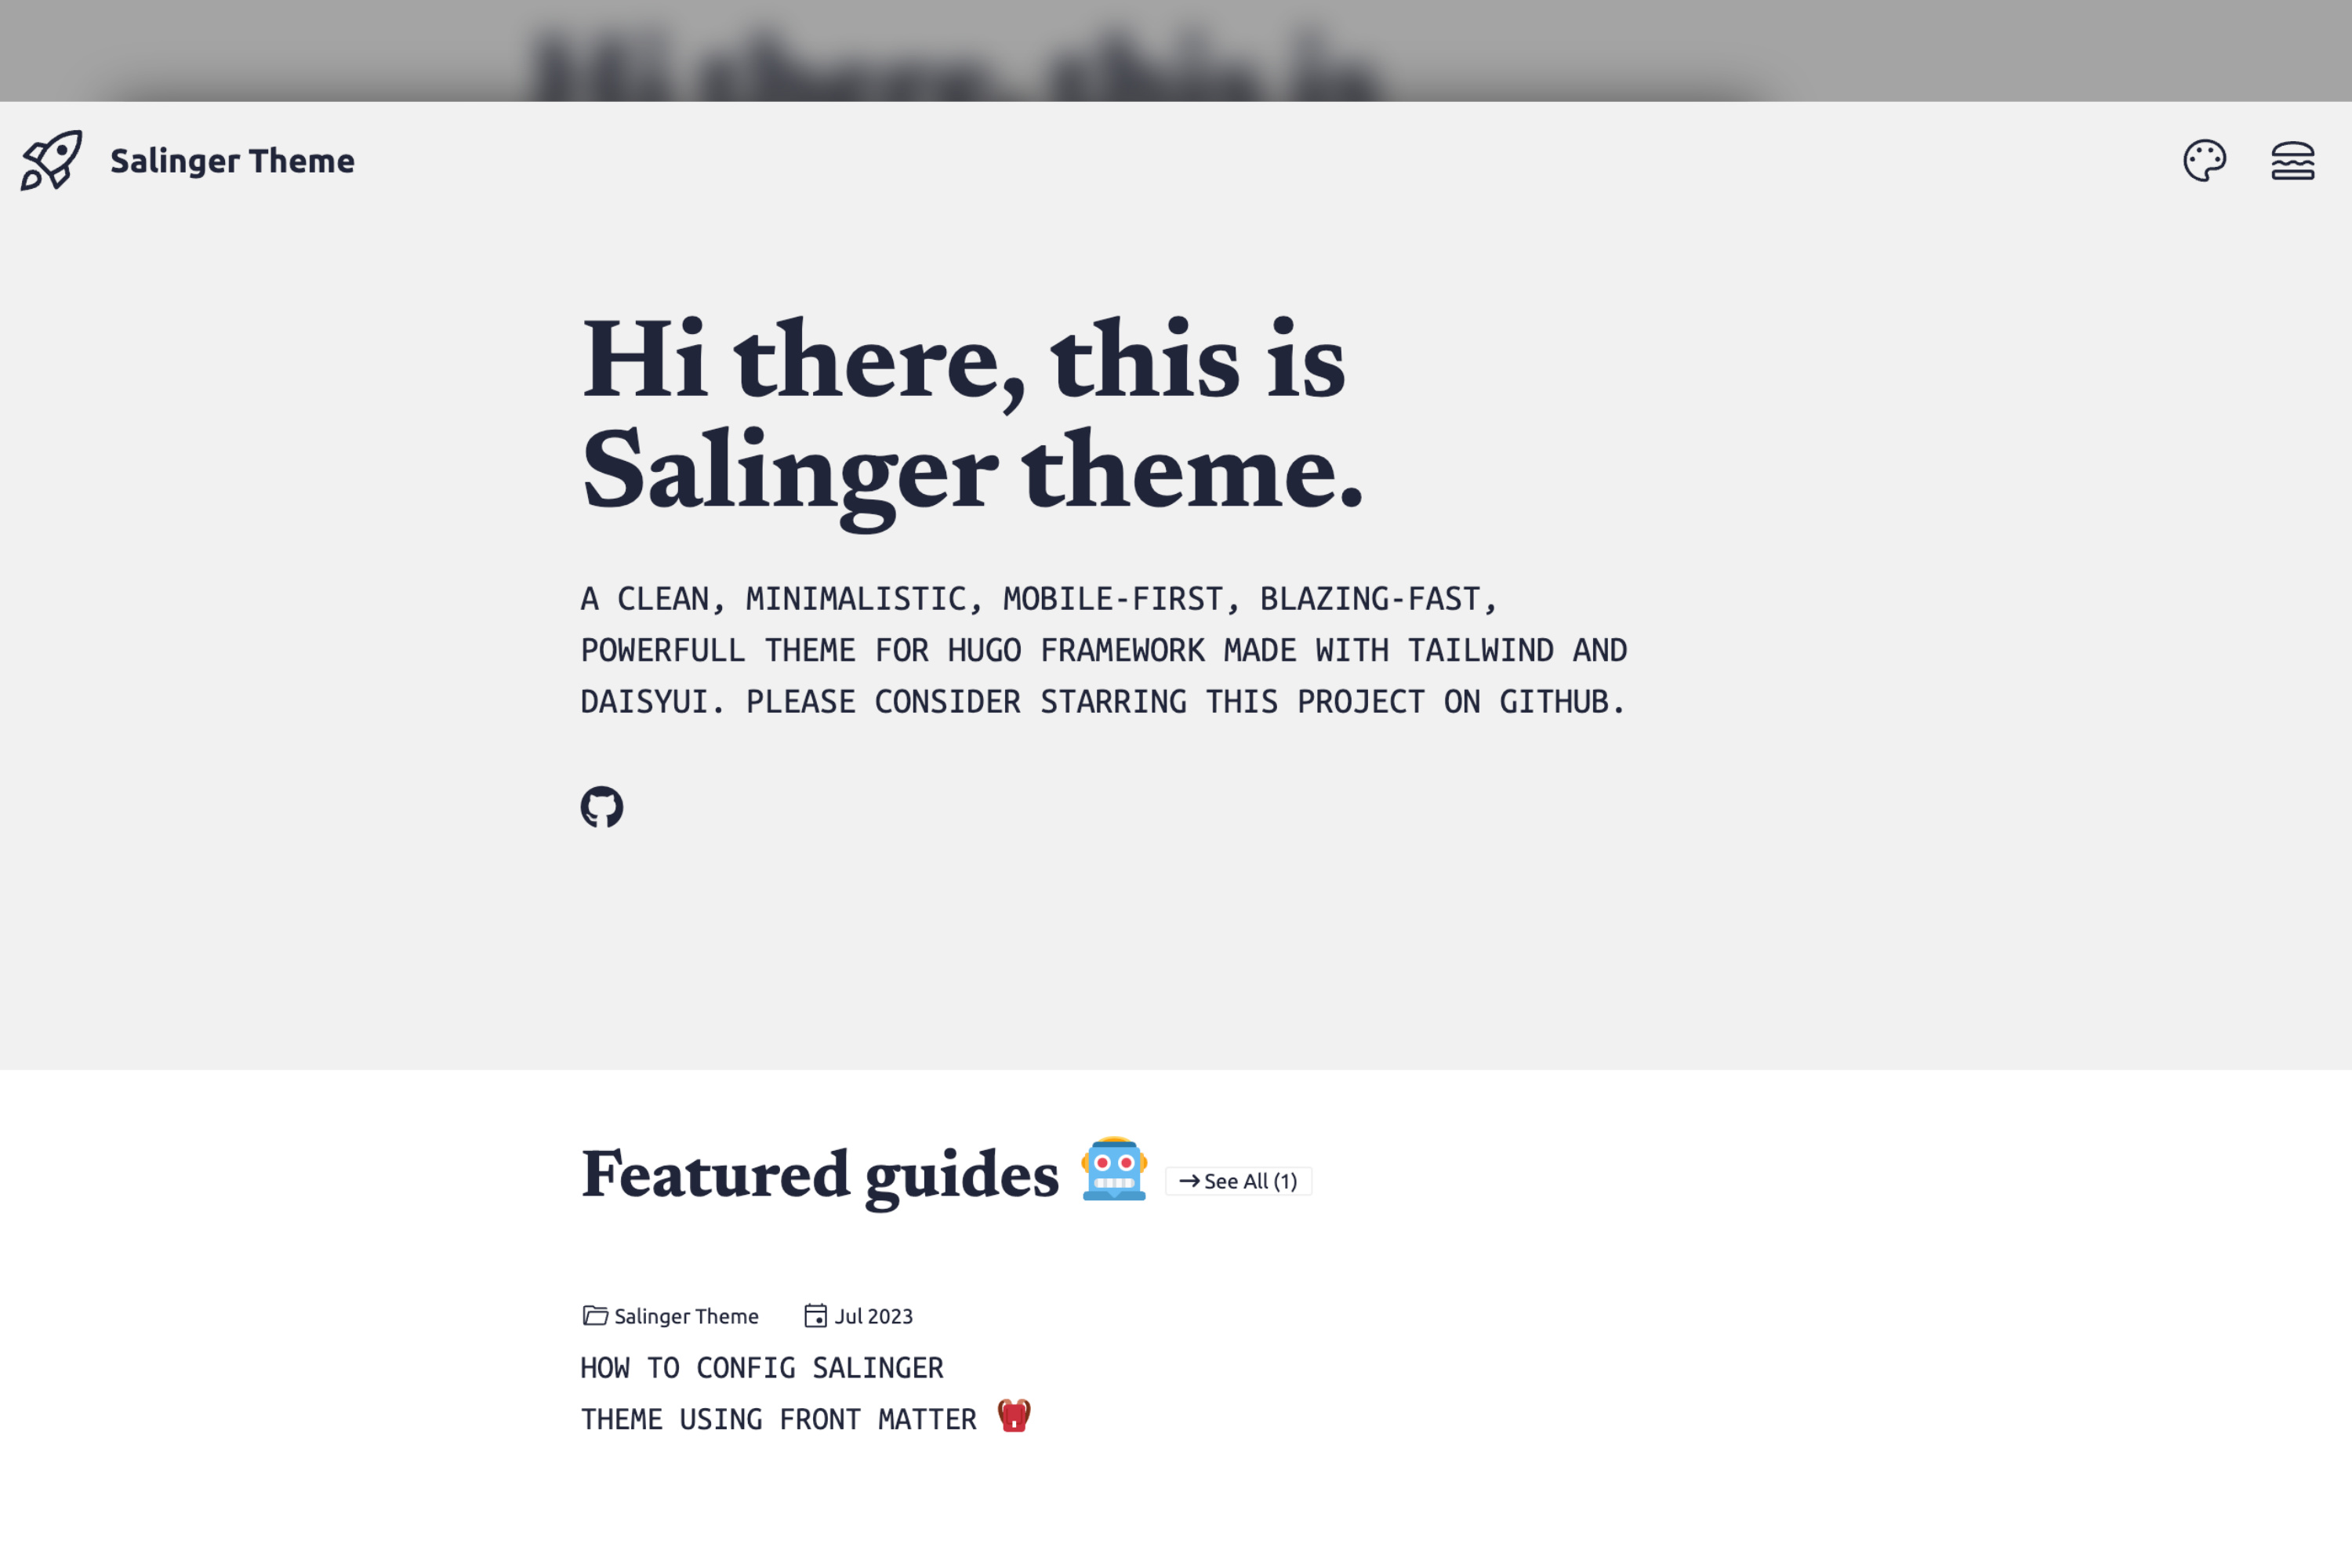 Hi there, this is
Salinger Theme
Hi there, this is
Salinger theme.
A CLEAN, MINIMALISTIC, MOBILE-FIRST, BLAZING-FAST,
POWERFULL THEME FOR HUGO FRAMEWORK MADE WITH TAILWIND AND
DAISYUI. PLEASE CONSIDER STARRING THIS PROJECT ON GITHUB.
Featured guides
→ See All (1)
Salinger Theme Jul 2023
HOW TO CONFIG SALINGER
THEME USING FRONT MATTER